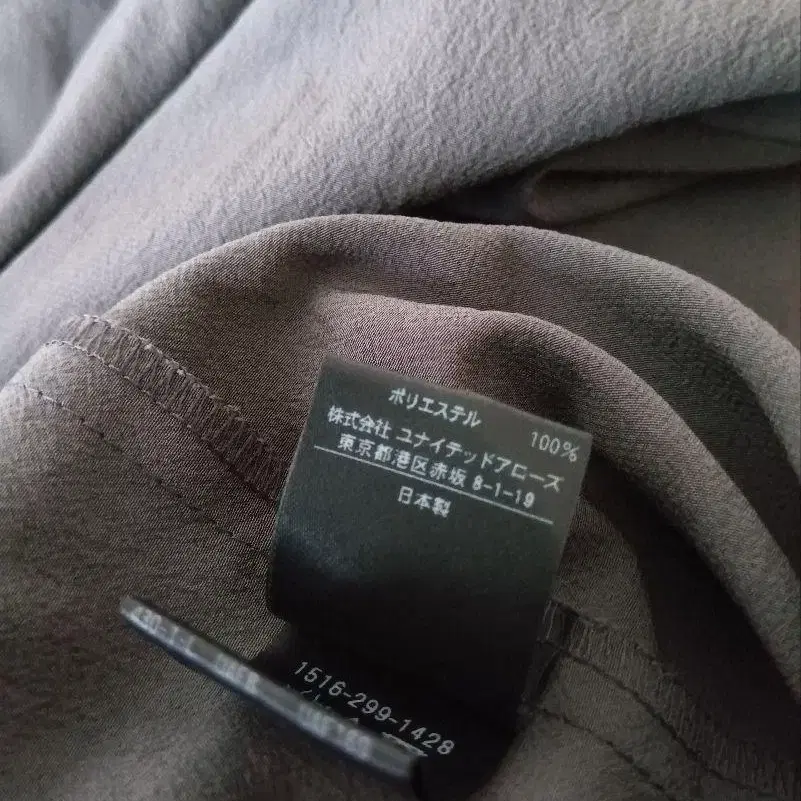 ポリエステル 100%
株式会社 ユナイテッドアローズ
東京都港区赤坂 8-1-19
日本製
1516-299-1428